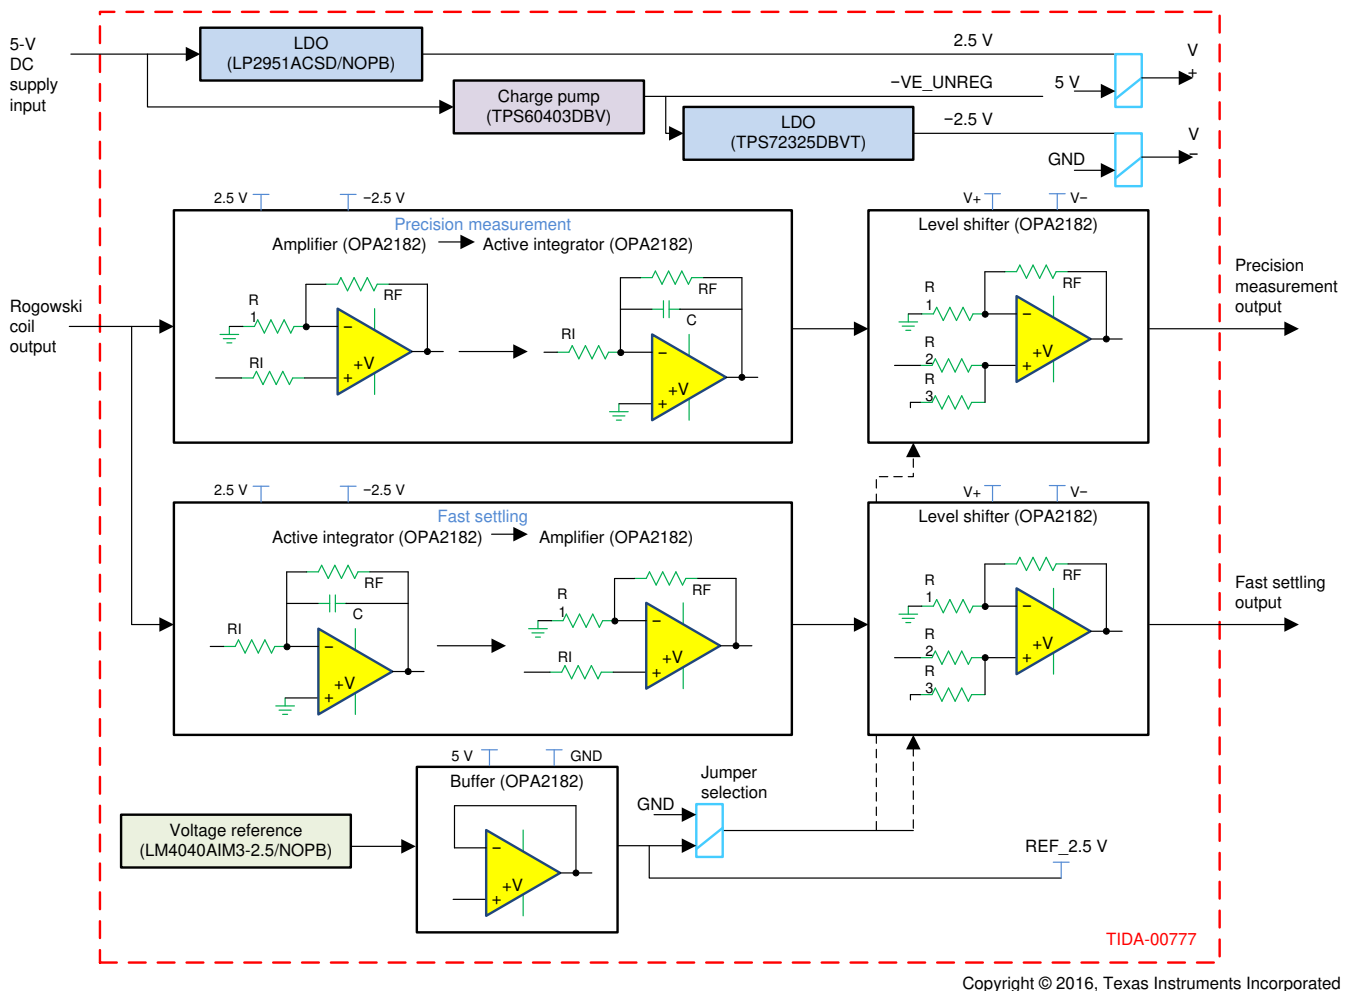 5-V
DC
supply
input
LDO
(LP2951ACSD/NOPB)
2.5 V
V
+
5 V
Charge pump
(TPS60403DBV)
−VE_UNREG
LDO
(TPS72325DBVT)
−2.5 V
V
−
GND
2.5 V
−2.5 V
Precision measurement
Amplifier (OPA2182)
Active integrator (OPA2182)
R
1
RF
−
+V
+
RI
RF
C
RI
−
+V
+
V+
V−
Level shifter (OPA2182)
R
1
RF
−
R
2
+V
+
R
3
Precision
measurement
output
Rogowski
coil
output
2.5 V
−2.5 V
Fast settling
Active integrator (OPA2182)
Amplifier (OPA2182)
RF
C
RI
−
+V
+
R
1
RF
−
+V
+
RI
V+
V−
Level shifter (OPA2182)
R
1
RF
−
R
2
+V
+
R
3
Fast settling
output
5 V
GND
Buffer (OPA2182)
−
+V
+
Voltage reference
(LM4040AIM3-2.5/NOPB)
Jumper
selection
GND
REF_2.5 V
TIDA-00777
Copyright © 2016, Texas Instruments Incorporated